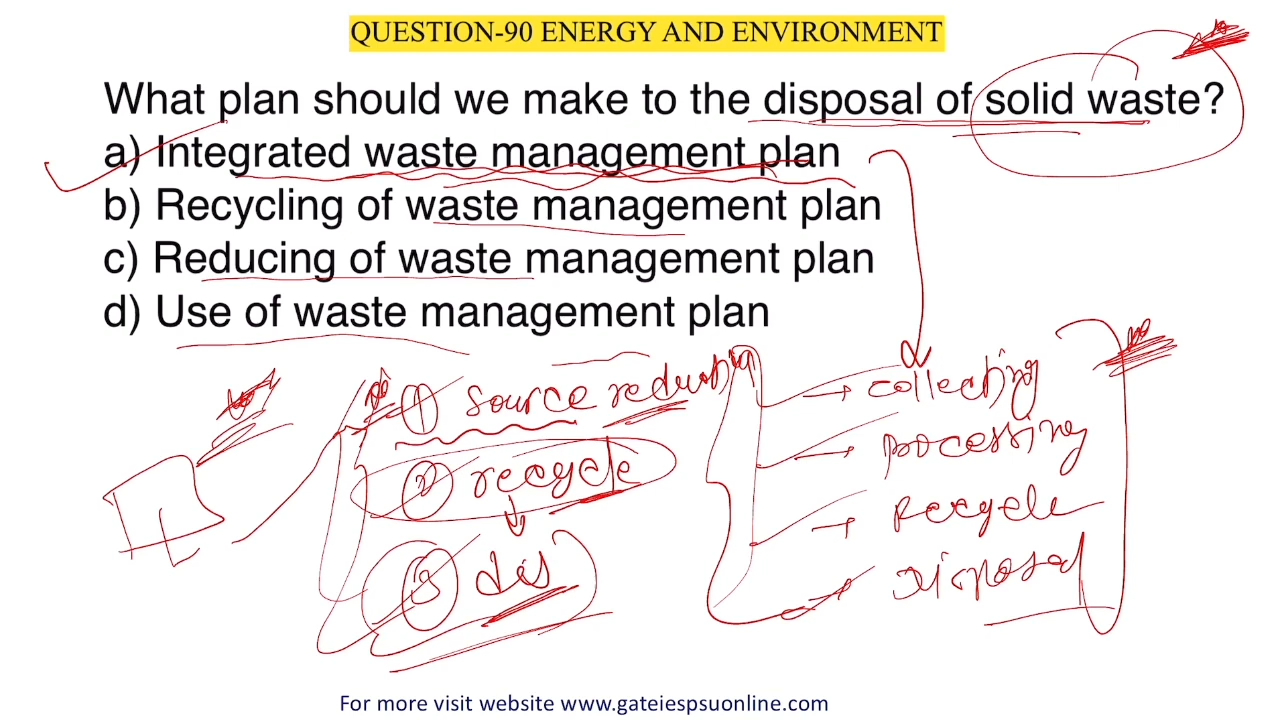 QUESTION-90 ENERGY AND ENVIRONMENT
What plan should we make to the disposal of solid waste?
a) Integrated waste management plan
b) Recycling of waste management plan
c) Reducing of waste management plan
d) Use of waste management plan
① source reduction
② recycle
③ dis
→ collecting
→ processing
→ Recycle
→ Disposal
For more visit website www.gateiespsuonline.com